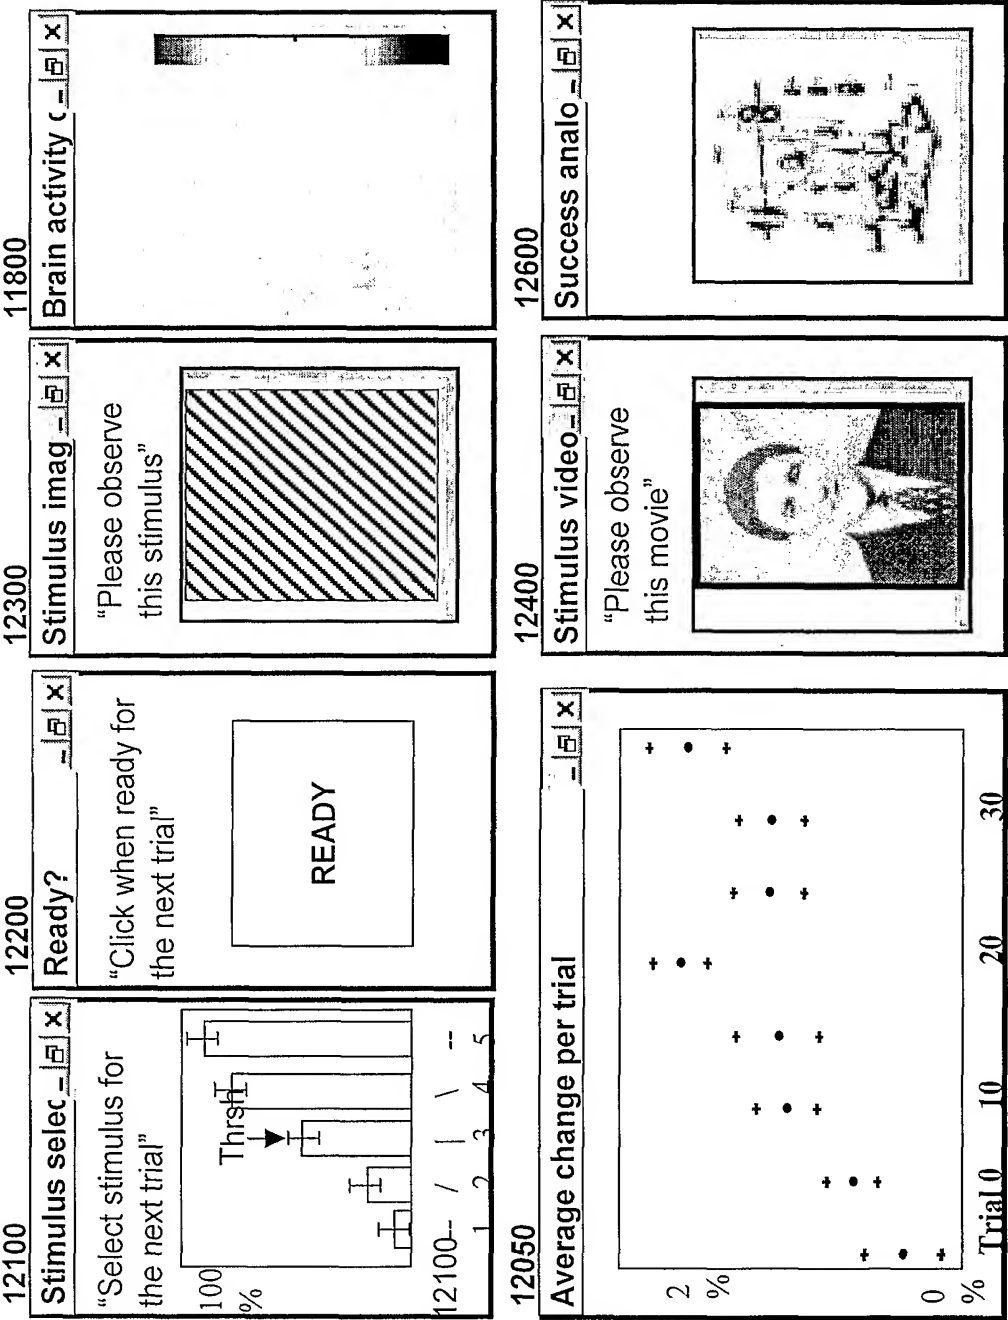 12100
Stimulus selec
"Select stimulus for
the next trial"
100
%
Thrsh
12100--
/
|
\
--
1
2
3
4
5
12200
Ready?
"Click when ready for
the next trial"
READY
12300
Stimulus imag
"Please observe
this stimulus"
11800
Brain activity c
12050
Average change per trial
2
%
0
%
Trial 0
10
20
30
12400
Stimulus video
"Please observe
this movie"
12600
Success analo